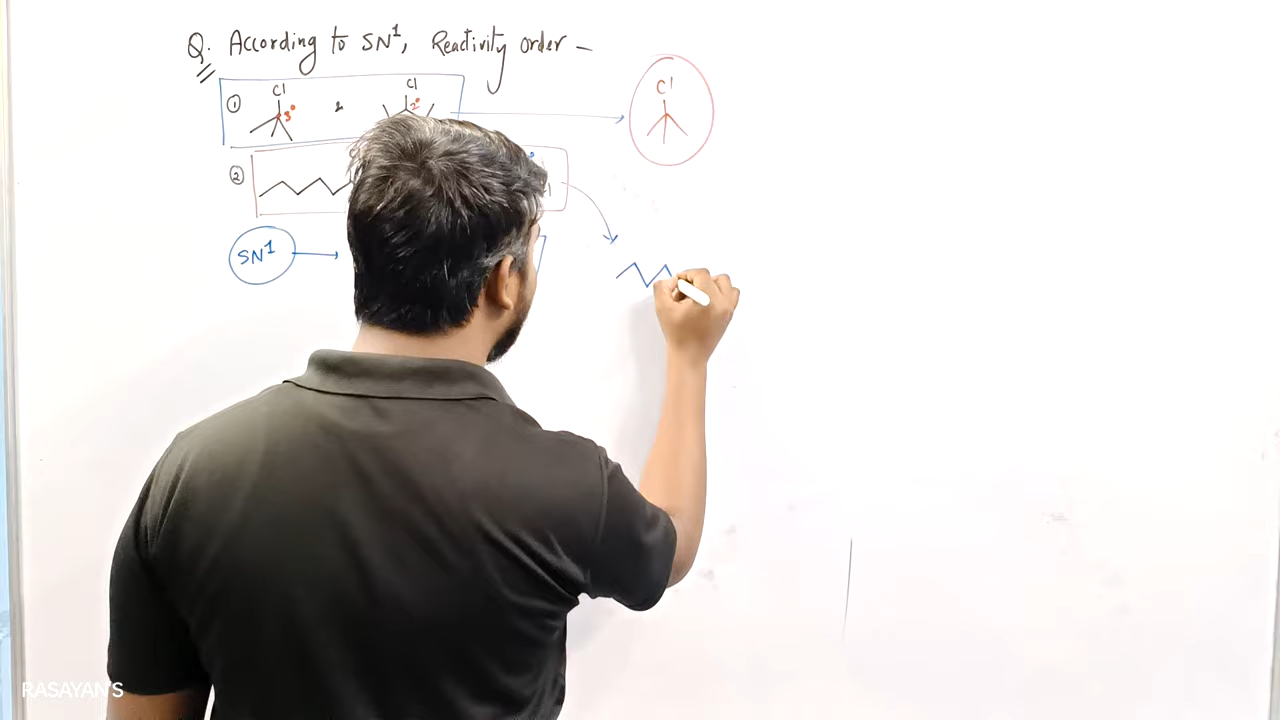 Q. According to SN¹, Reactivity order –
① Cl 3° & Cl 2° Cl
②
SN¹
RASAYAN'S